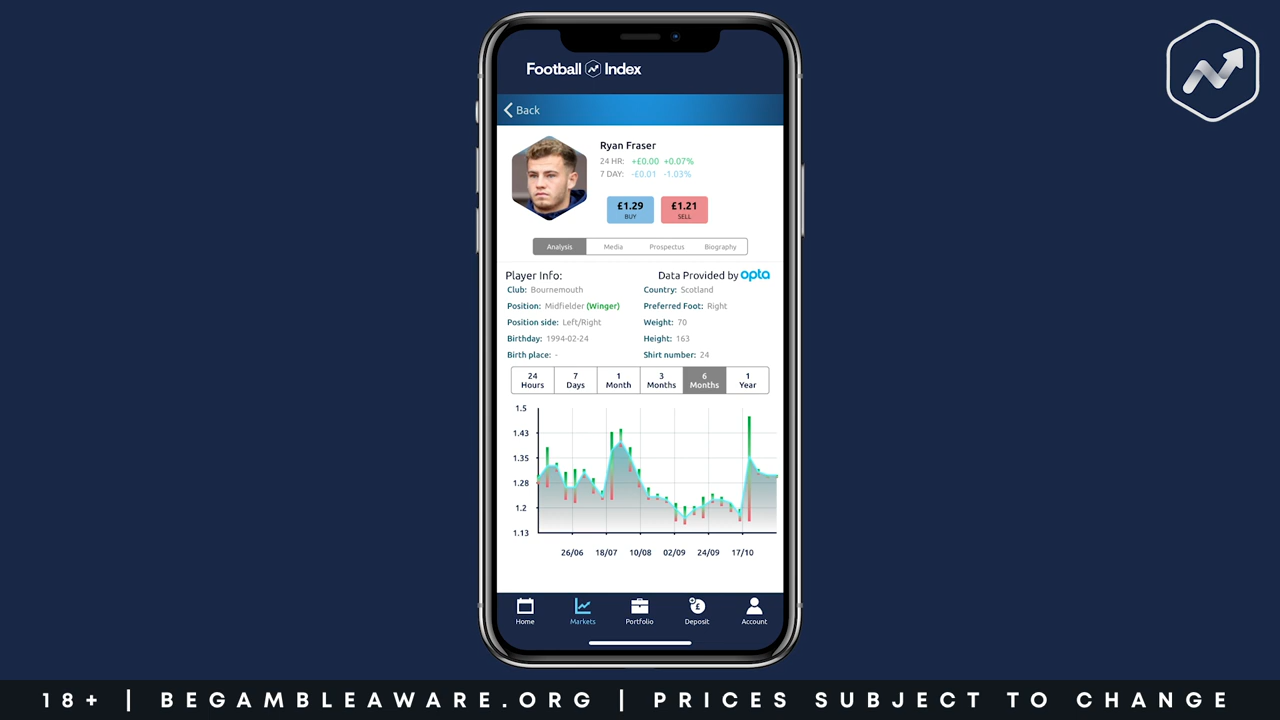 Football Index
Back
Ryan Fraser
24 HR: +£0.00 +0.07%
7 DAY: -£0.01 -1.03%
£1.29 £1.21
BUY SELL
Analysis Media Prospectus Biography
Player Info: Data Provided by opta
Club: Bournemouth Country: Scotland
Position: Midfielder (Winger) Preferred Foot: Right
Position side: Left/Right Weight: 70
Birthday: 1994-02-24 Height: 163
Birth place: - Shirt number: 24
24 7 1 3 6 1
Hours Days Month Months Months Year
1.5
1.43
1.35
1.28
1.2
1.13
26/06 18/07 10/08 02/09 24/09 17/10
£
Home Markets Portfolio Deposit Account
18+ | BEGAMBLEAWARE.ORG | PRICES SUBJECT TO CHANGE